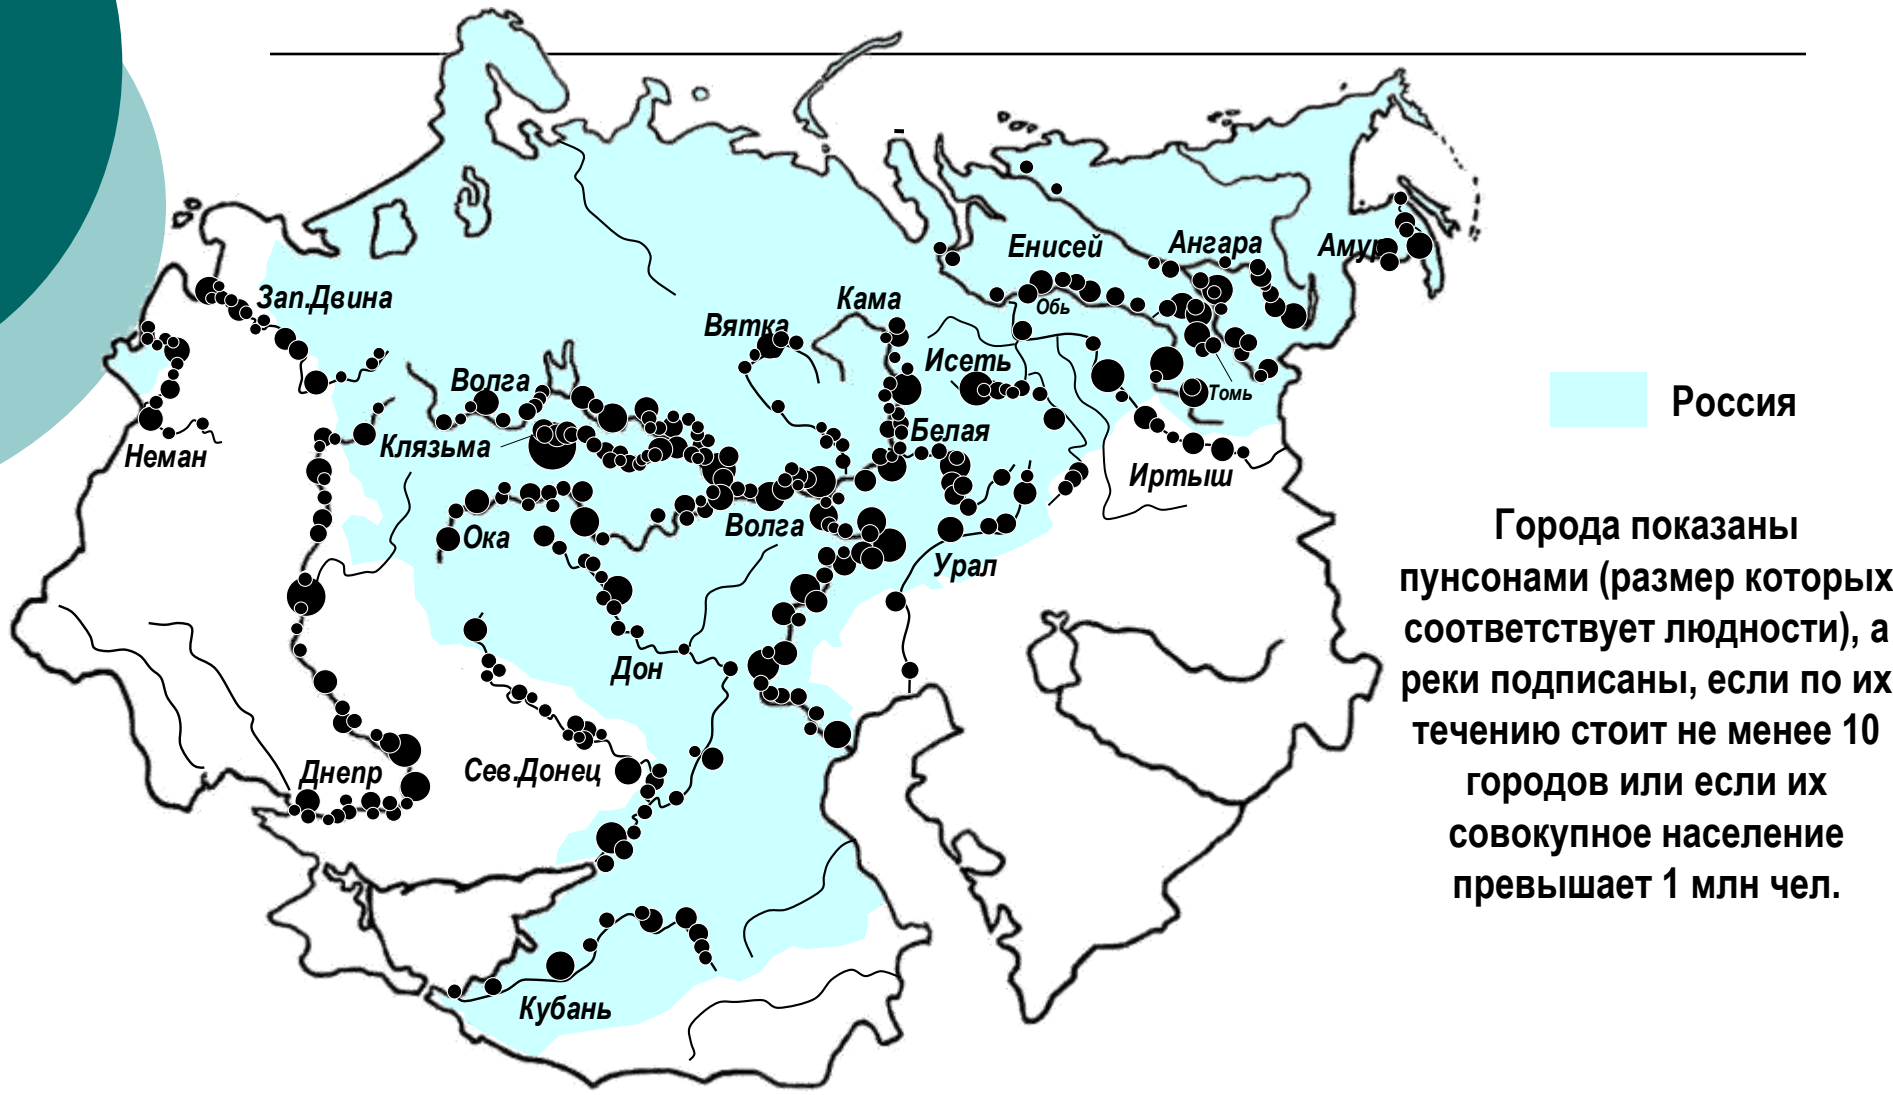 Енисей
Ангара
Амур
Зап.Двина
Кама
Обь
Вятка
Исеть
Волга
Томь
Россия
Клязьма
Белая
Неман
Иртыш
Города показаны
пунсонами (размер которых
соответствует людности), а
реки подписаны, если по их
течению стоит не менее 10
городов или если их
совокупное население
превышает 1 млн чел.
Волга
Ока
Урал
Дон
Днепр
Сев.Донец
Кубань